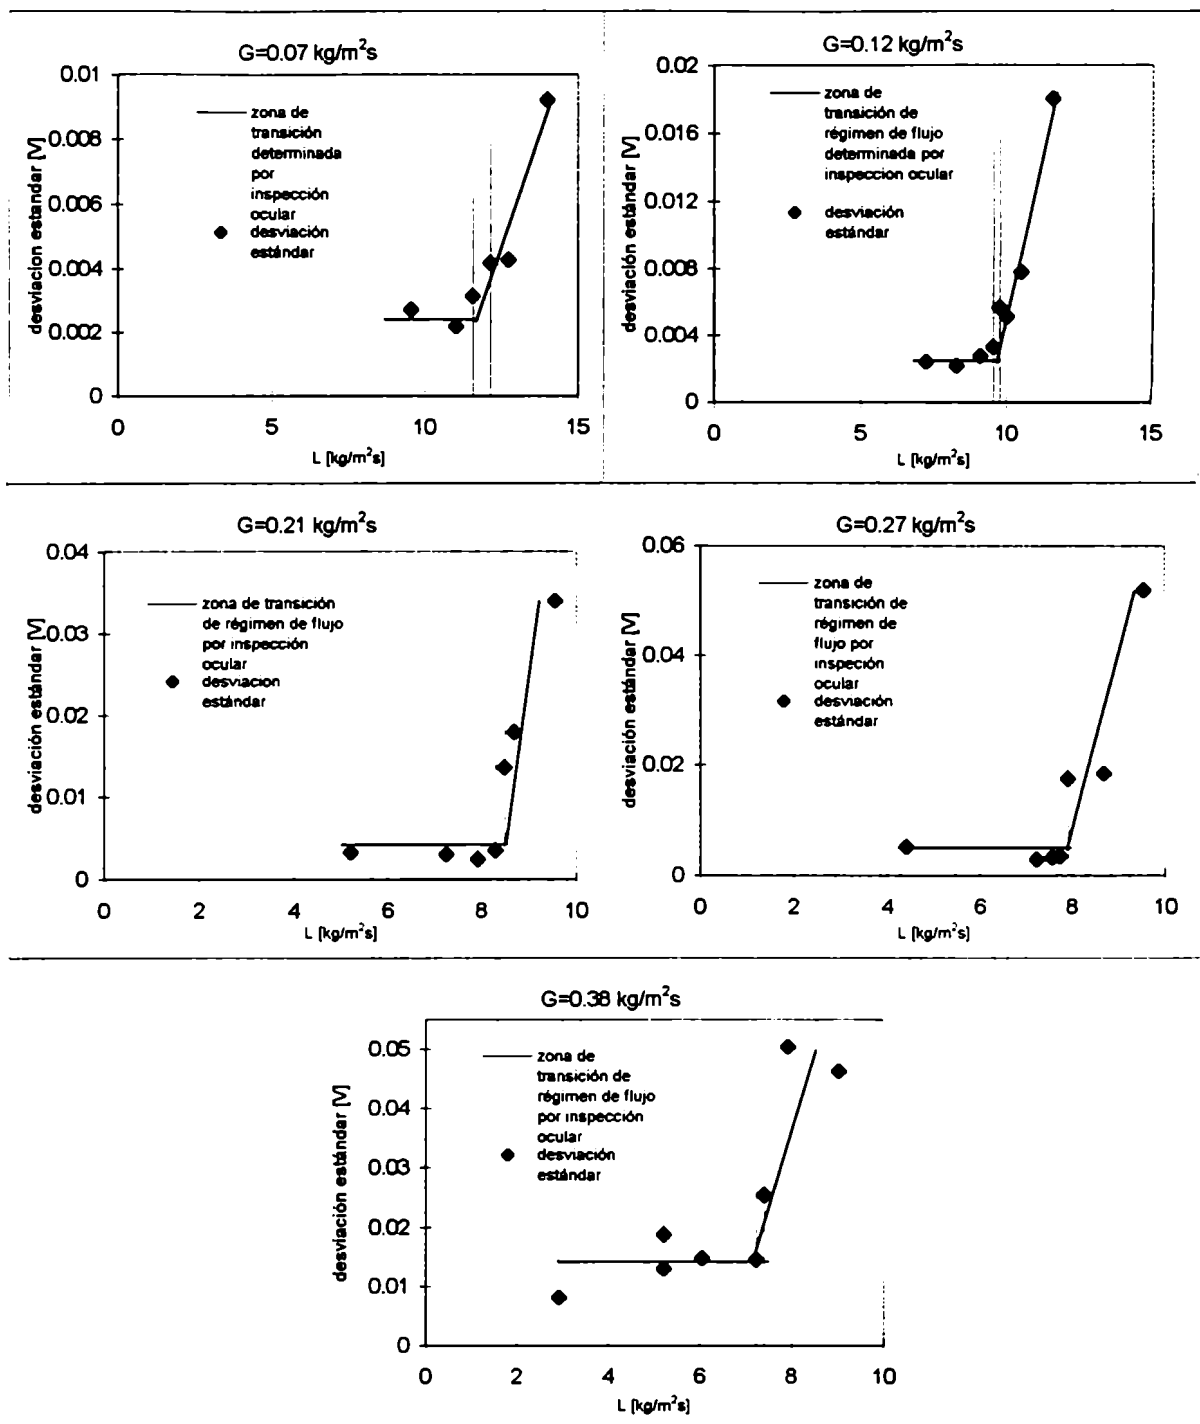 G=0.07 kg/m²s
desviacion estándar [V]
0.01
0.008
0.006
0.004
0.002
0
zona de
transición
determinada
por
inspección
ocular
desviación
estándar
0
5
10
15
L [kg/m²s]
G=0.12 kg/m²s
desviación estándar [V]
0.02
0.016
0.012
0.008
0.004
0
zona de
transición de
régimen de flujo
determinada por
inspeccion ocular
desviación
estándar
0
5
10
15
L [kg/m²s]
G=0.21 kg/m²s
desviación estándar [V]
0.04
0.03
0.02
0.01
0
zona de transición
de régimen de flujo
por inspección
ocular
desviacion
estándar
0
2
4
6
8
10
L [kg/m²s]
G=0.27 kg/m²s
desviación estándar [V]
0.06
0.04
0.02
0
zona de
transición de
régimen de
flujo por
inspeción
ocular
desviación
estándar
0
2
4
6
8
10
L [kg/m²s]
G=0.38 kg/m²s
desviación estándar [V]
0.05
0.04
0.03
0.02
0.01
0
zona de
transición de
régimen de flujo
por inspección
ocular
desviación
estándar
0
2
4
6
8
10
L [kg/m²s]